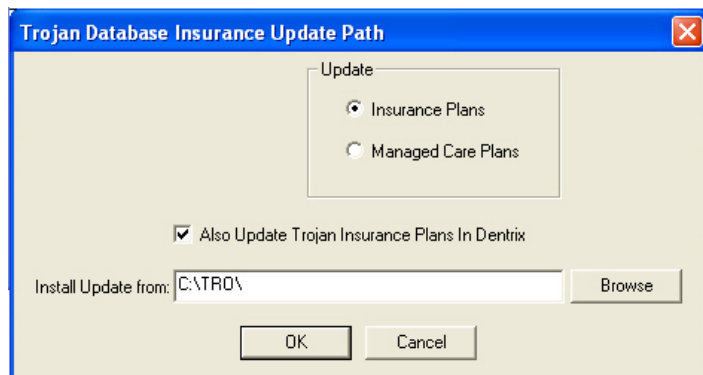 Trojan Database Insurance Update Path
Update
Insurance Plans
Managed Care Plans
Also Update Trojan Insurance Plans In Dentrix
Install Update from: C:\TRO\ Browse
OK Cancel